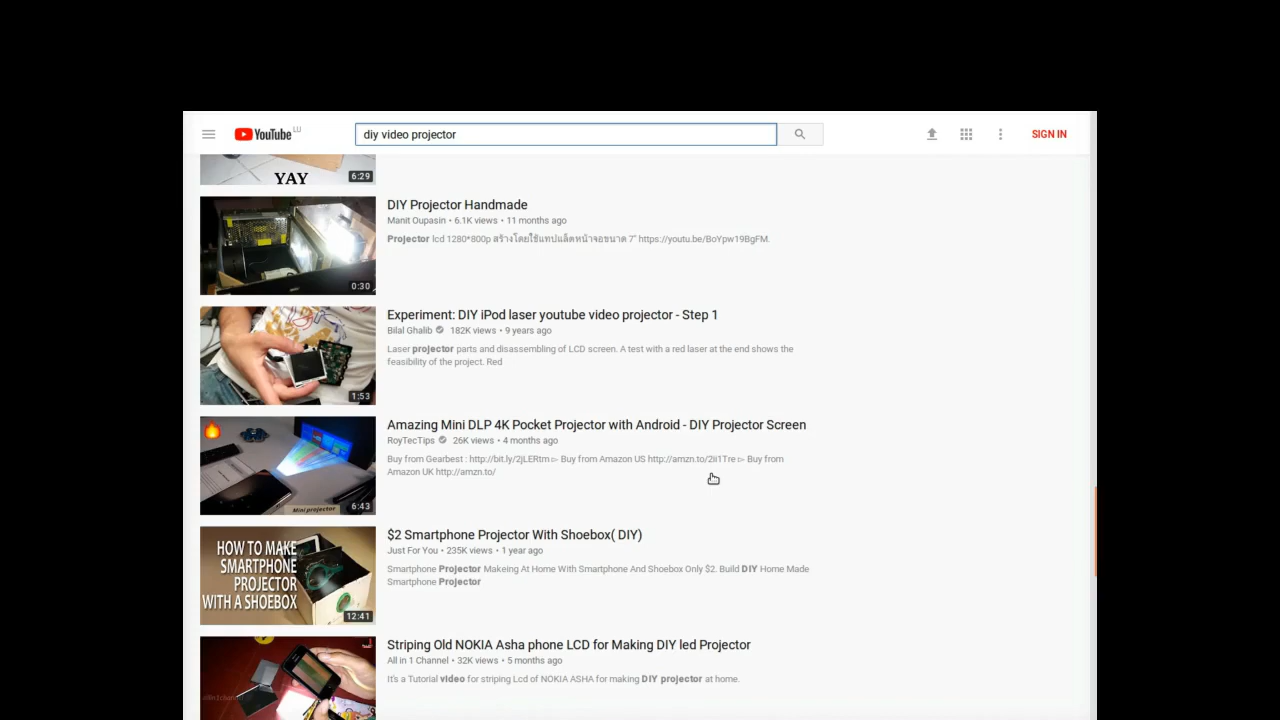 YouTube LU
diy video projector
SIGN IN
YAY
6:29
DIY Projector Handmade
Manit Oupasin • 6.1K views • 11 months ago
Projector lcd 1280*800p สร้างโดยใช้แทปแล็ตหน้าจอขนาด 7" https://youtu.be/BoYpw19BgFM.
0:30
Experiment: DIY iPod laser youtube video projector - Step 1
Bilal Ghalib 182K views • 9 years ago
Laser projector parts and disassembling of LCD screen. A test with a red laser at the end shows the
feasibility of the project. Red
1:53
Amazing Mini DLP 4K Pocket Projector with Android - DIY Projector Screen
RoyTecTips 26K views • 4 months ago
Buy from Gearbest : http://bit.ly/2jLERtm ▻ Buy from Amazon US http://amzn.to/2ii1Tre ▻ Buy from
Amazon UK http://amzn.to/
Mini projector
6:43
$2 Smartphone Projector With Shoebox( DIY)
Just For You • 235K views • 1 year ago
Smartphone Projector Makeing At Home With Smartphone And Shoebox Only $2. Build DIY Home Made
Smartphone Projector
HOW TO MAKE
SMARTPHONE
PROJECTOR
WITH A SHOEBOX
12:41
Striping Old NOKIA Asha phone LCD for Making DIY led Projector
All in 1 Channel • 32K views • 5 months ago
It's a Tutorial video for striping Lcd of NOKIA ASHA for making DIY projector at home.